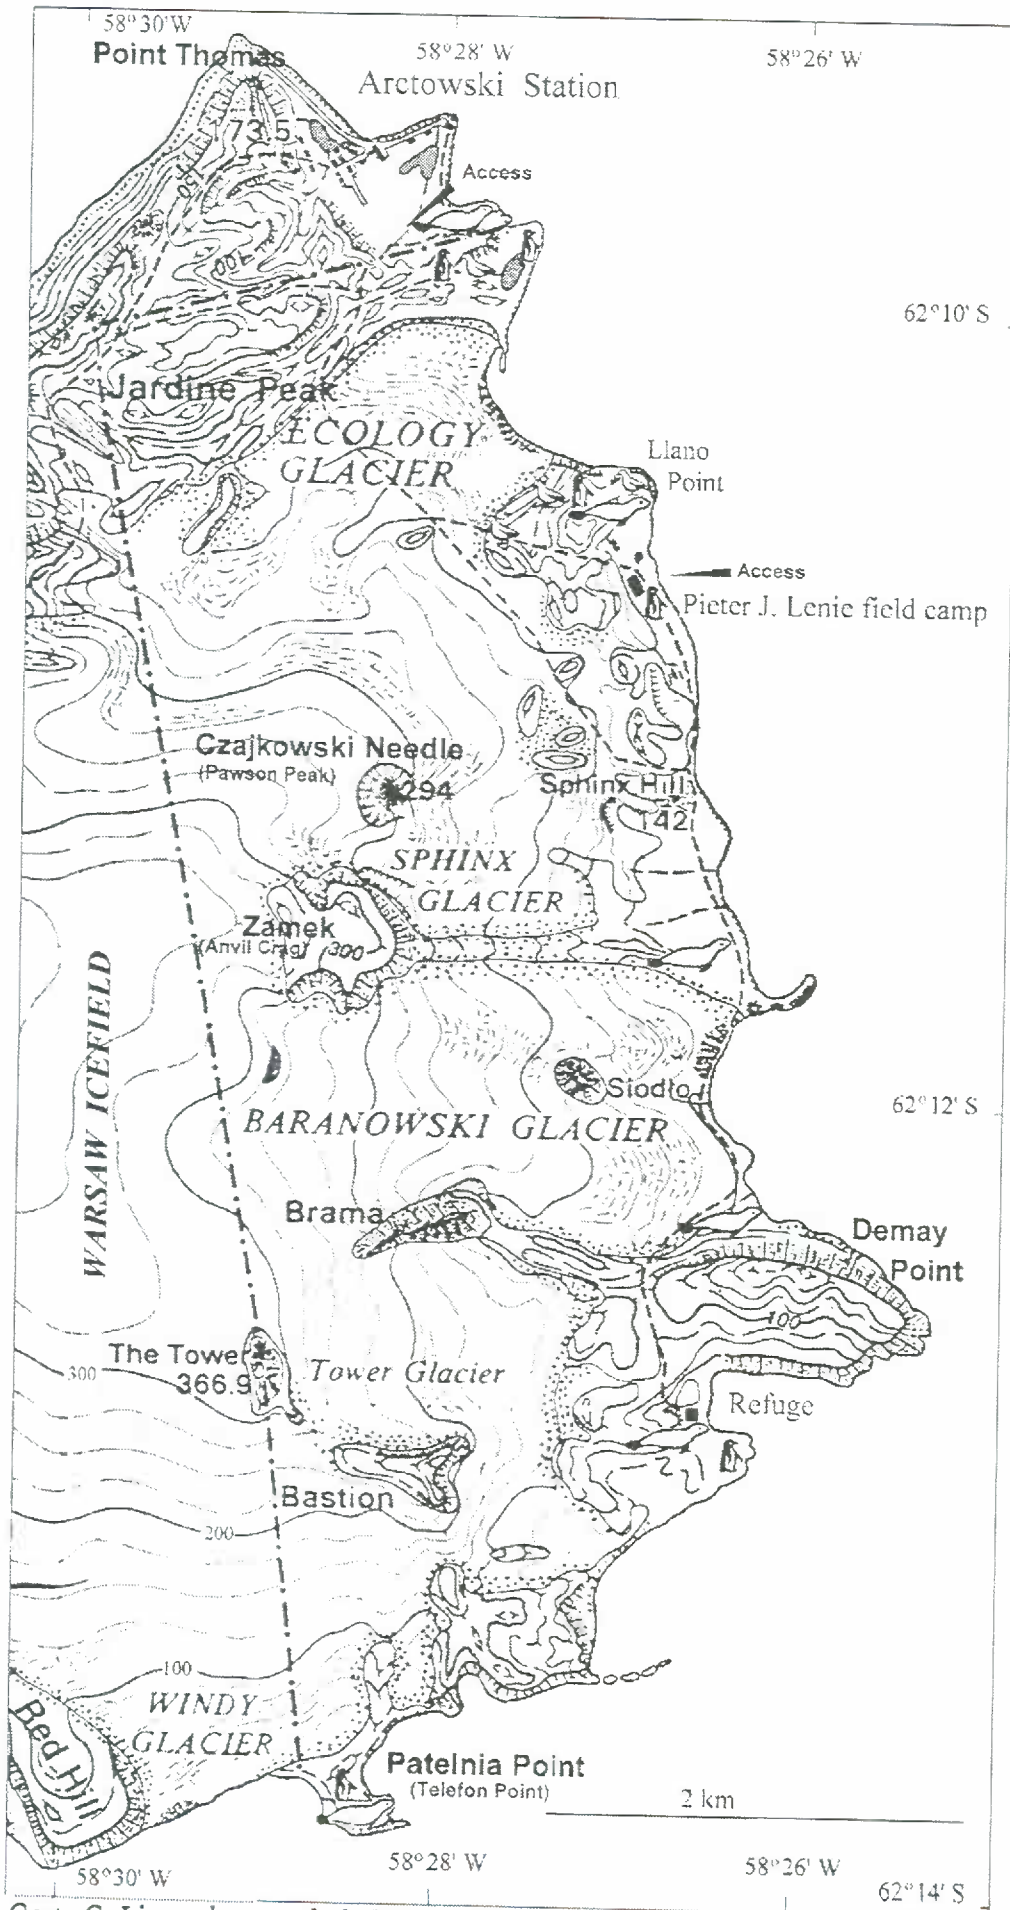 58°30'W
58°28' W
58°26' W
Point Thomas
Arctowski Station
173.5
Access
150
100
62°10' S
Jardine Peak
ECOLOGY
GLACIER
Llano
Point
Access
Pieter J. Lenie field camp
Czajkowski Needle
(Pawson Peak)
294
Sphinx Hill
142
SPHINX
GLACIER
Zamek
(Anvil Crag)
300
WARSAW ICEFIELD
Siodło
62°12' S
BARANOWSKI GLACIER
Brama
Demay
Point
100
The Tower
366.9
300
Tower Glacier
Refuge
Bastion
200
100
WINDY
GLACIER
Red Hill
Patelnia Point
(Telefon Point)
2 km
58°30' W
58°28' W
58°26' W
62°14' S